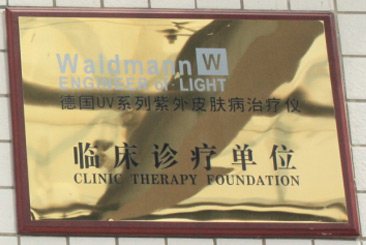 Waldmann W
ENGINEER OF LIGHT
德国UV系列紫外皮肤病治疗仪
临床诊疗单位
CLINIC THERAPY FOUNDATION